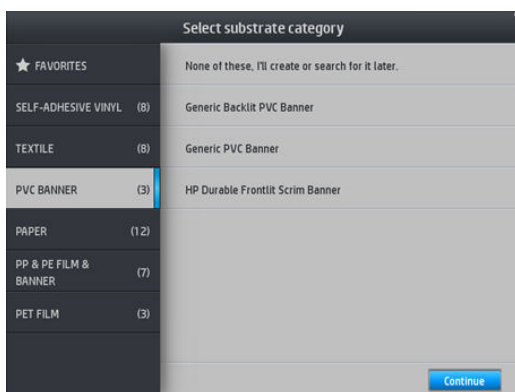 Select substrate category
FAVORITES
SELF-ADHESIVE VINYL (8)
TEXTILE (8)
PVC BANNER (3)
PAPER (12)
PP & PE FILM &
BANNER (7)
PET FILM (3)
None of these, I'll create or search for it later.
Generic Backlit PVC Banner
Generic PVC Banner
HP Durable Frontlit Scrim Banner
Continue